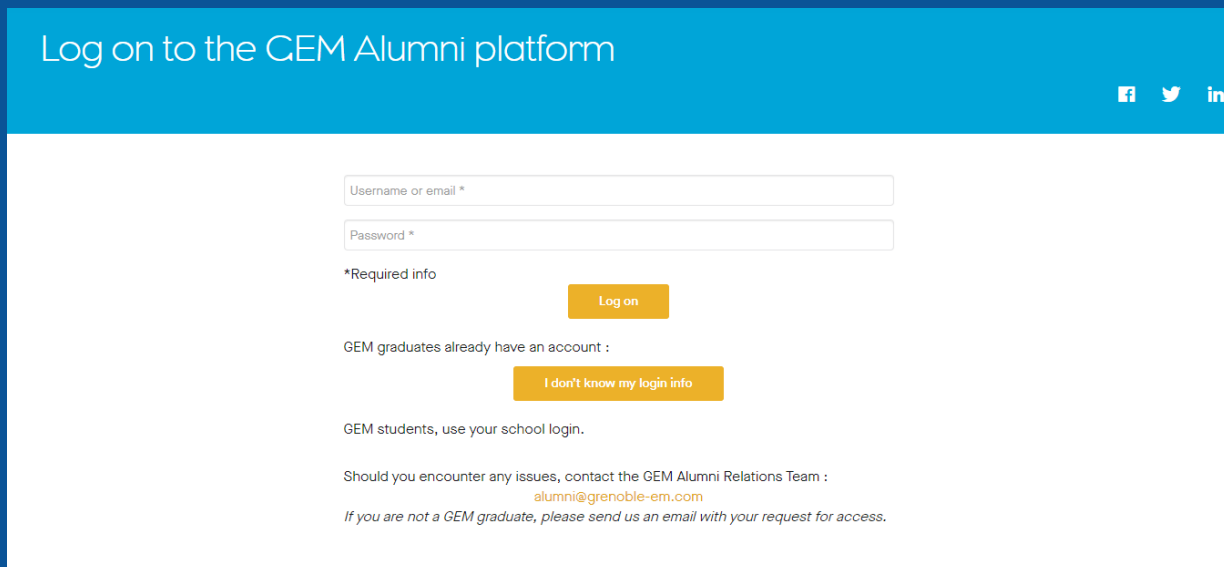 Log on to the GEM Alumni platform
Username or email *
Password *
*Required info
Log on
GEM graduates already have an account :
I don't know my login info
GEM students, use your school login.
Should you encounter any issues, contact the GEM Alumni Relations Team :
alumni@grenoble-em.com
If you are not a GEM graduate, please send us an email with your request for access.